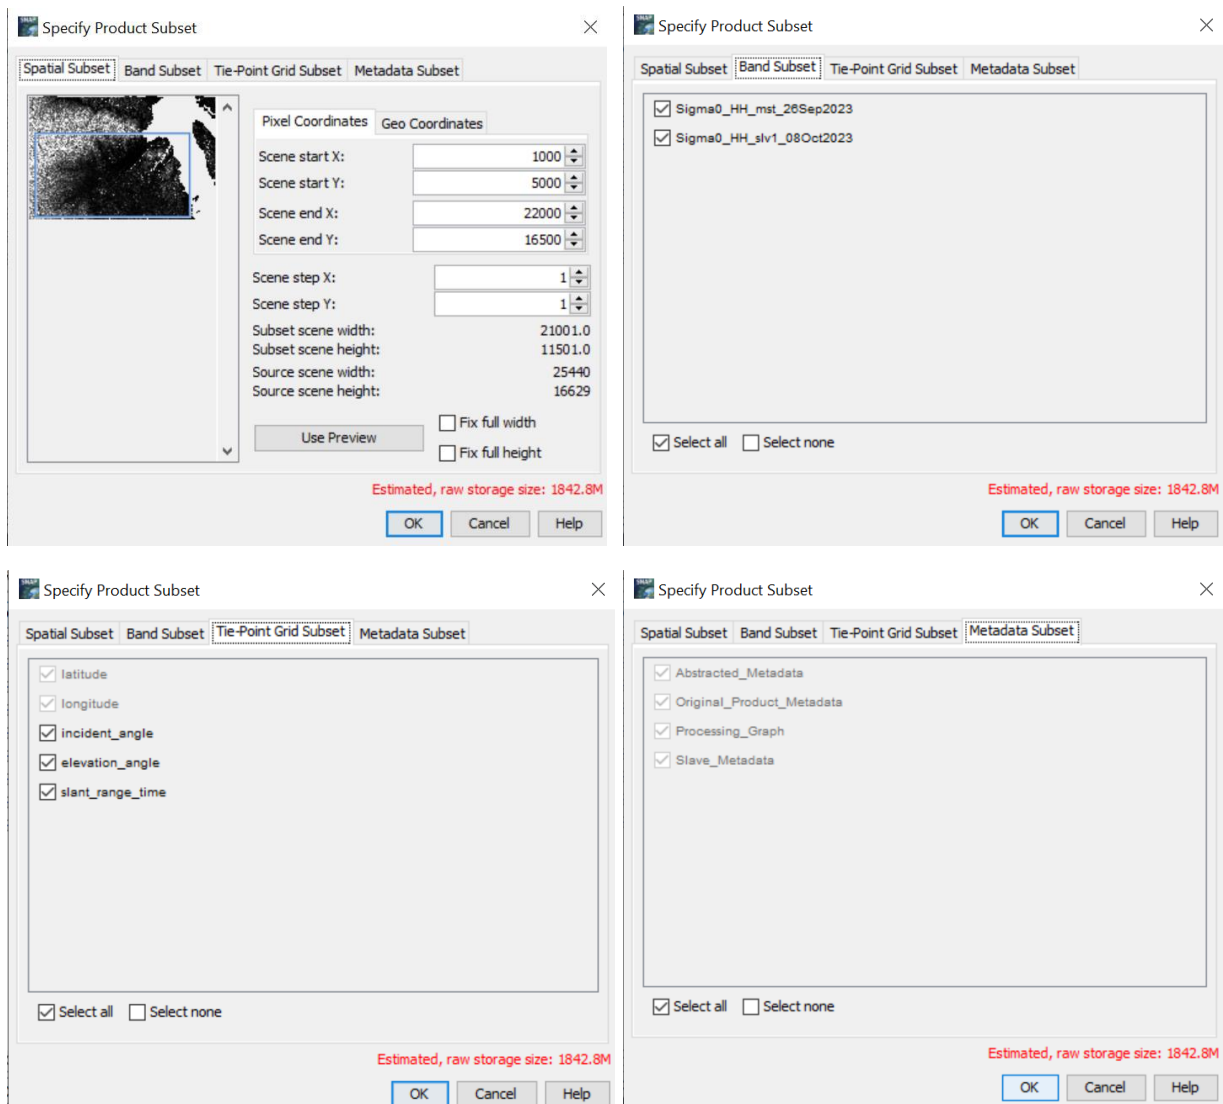 Specify Product Subset
Spatial Subset Band Subset Tie-Point Grid Subset Metadata Subset
Pixel Coordinates Geo Coordinates
Scene start X: 1000
Scene start Y: 5000
Scene end X: 22000
Scene end Y: 16500
Scene step X: 1
Scene step Y: 1
Subset scene width: 21001.0
Subset scene height: 11501.0
Source scene width: 25440
Source scene height: 16629
Use Preview
Fix full width
Fix full height
Estimated, raw storage size: 1842.8M
OK Cancel Help
Specify Product Subset
Spatial Subset Band Subset Tie-Point Grid Subset Metadata Subset
Sigma0_HH_mst_26Sep2023
Sigma0_HH_slv1_08Oct2023
Select all Select none
Estimated, raw storage size: 1842.8M
OK Cancel Help
Specify Product Subset
Spatial Subset Band Subset Tie-Point Grid Subset Metadata Subset
latitude
longitude
incident_angle
elevation_angle
slant_range_time
Select all Select none
Estimated, raw storage size: 1842.8M
OK Cancel Help
Specify Product Subset
Spatial Subset Band Subset Tie-Point Grid Subset Metadata Subset
Abstracted_Metadata
Original_Product_Metadata
Processing_Graph
Slave_Metadata
Select all Select none
Estimated, raw storage size: 1842.8M
OK Cancel Help